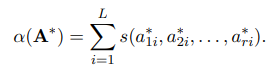 α(A*) = ∑_{i=1}^{L} s(a*_{1i}, a*_{2i}, . . . , a*_{ri}).